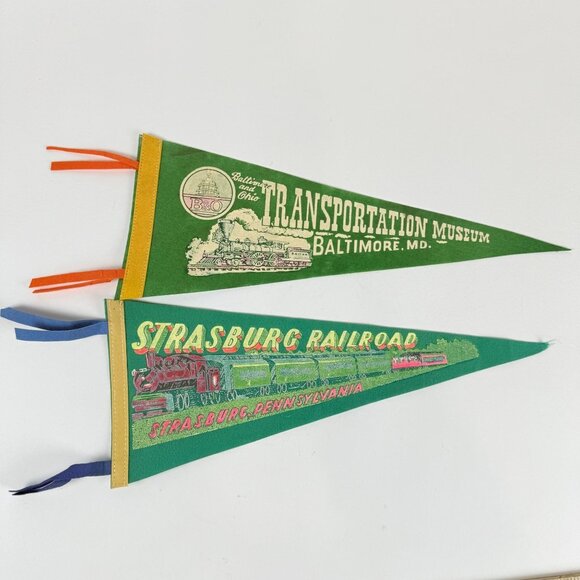 Baltimore
and
Ohio
B&O
TRANSPORTATION MUSEUM
BALTIMORE, MD.
STRASBURG RAILROAD
STRASBURG, PENNSYLVANIA